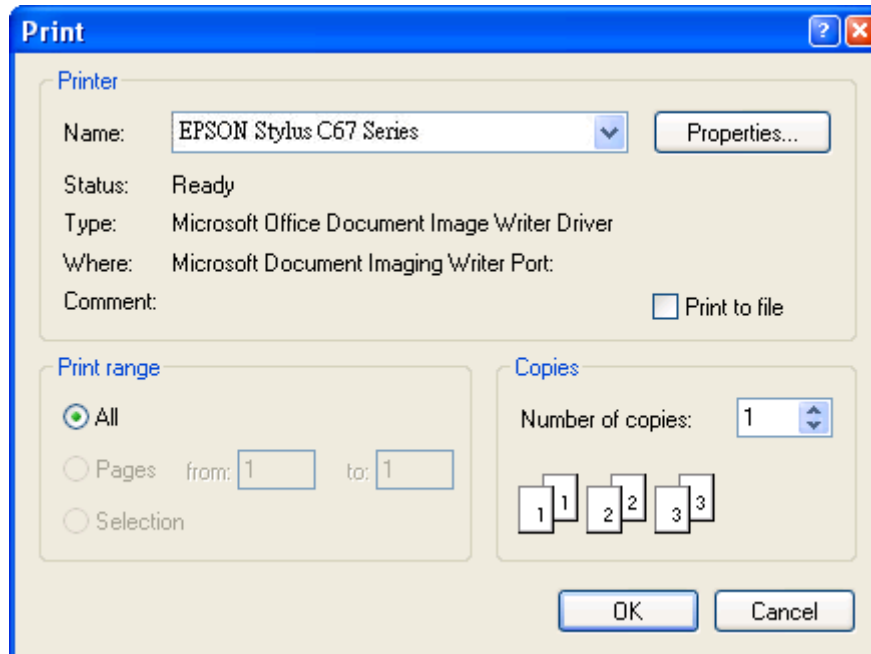 Print
Printer
Name: EPSON Stylus C67 Series Properties...
Status: Ready
Type: Microsoft Office Document Image Writer Driver
Where: Microsoft Document Imaging Writer Port:
Comment: Print to file
Print range
All
Pages from: 1 to: 1
Selection
Copies
Number of copies: 1
1 1 2 2 3 3
OK Cancel